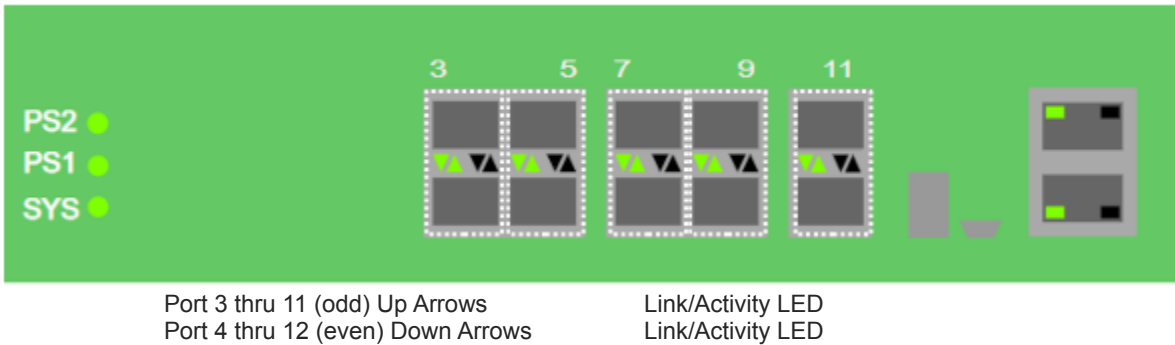 3 5 7 9 11
PS2
PS1
SYS
Port 3 thru 11 (odd) Up Arrows Link/Activity LED
Port 4 thru 12 (even) Down Arrows Link/Activity LED